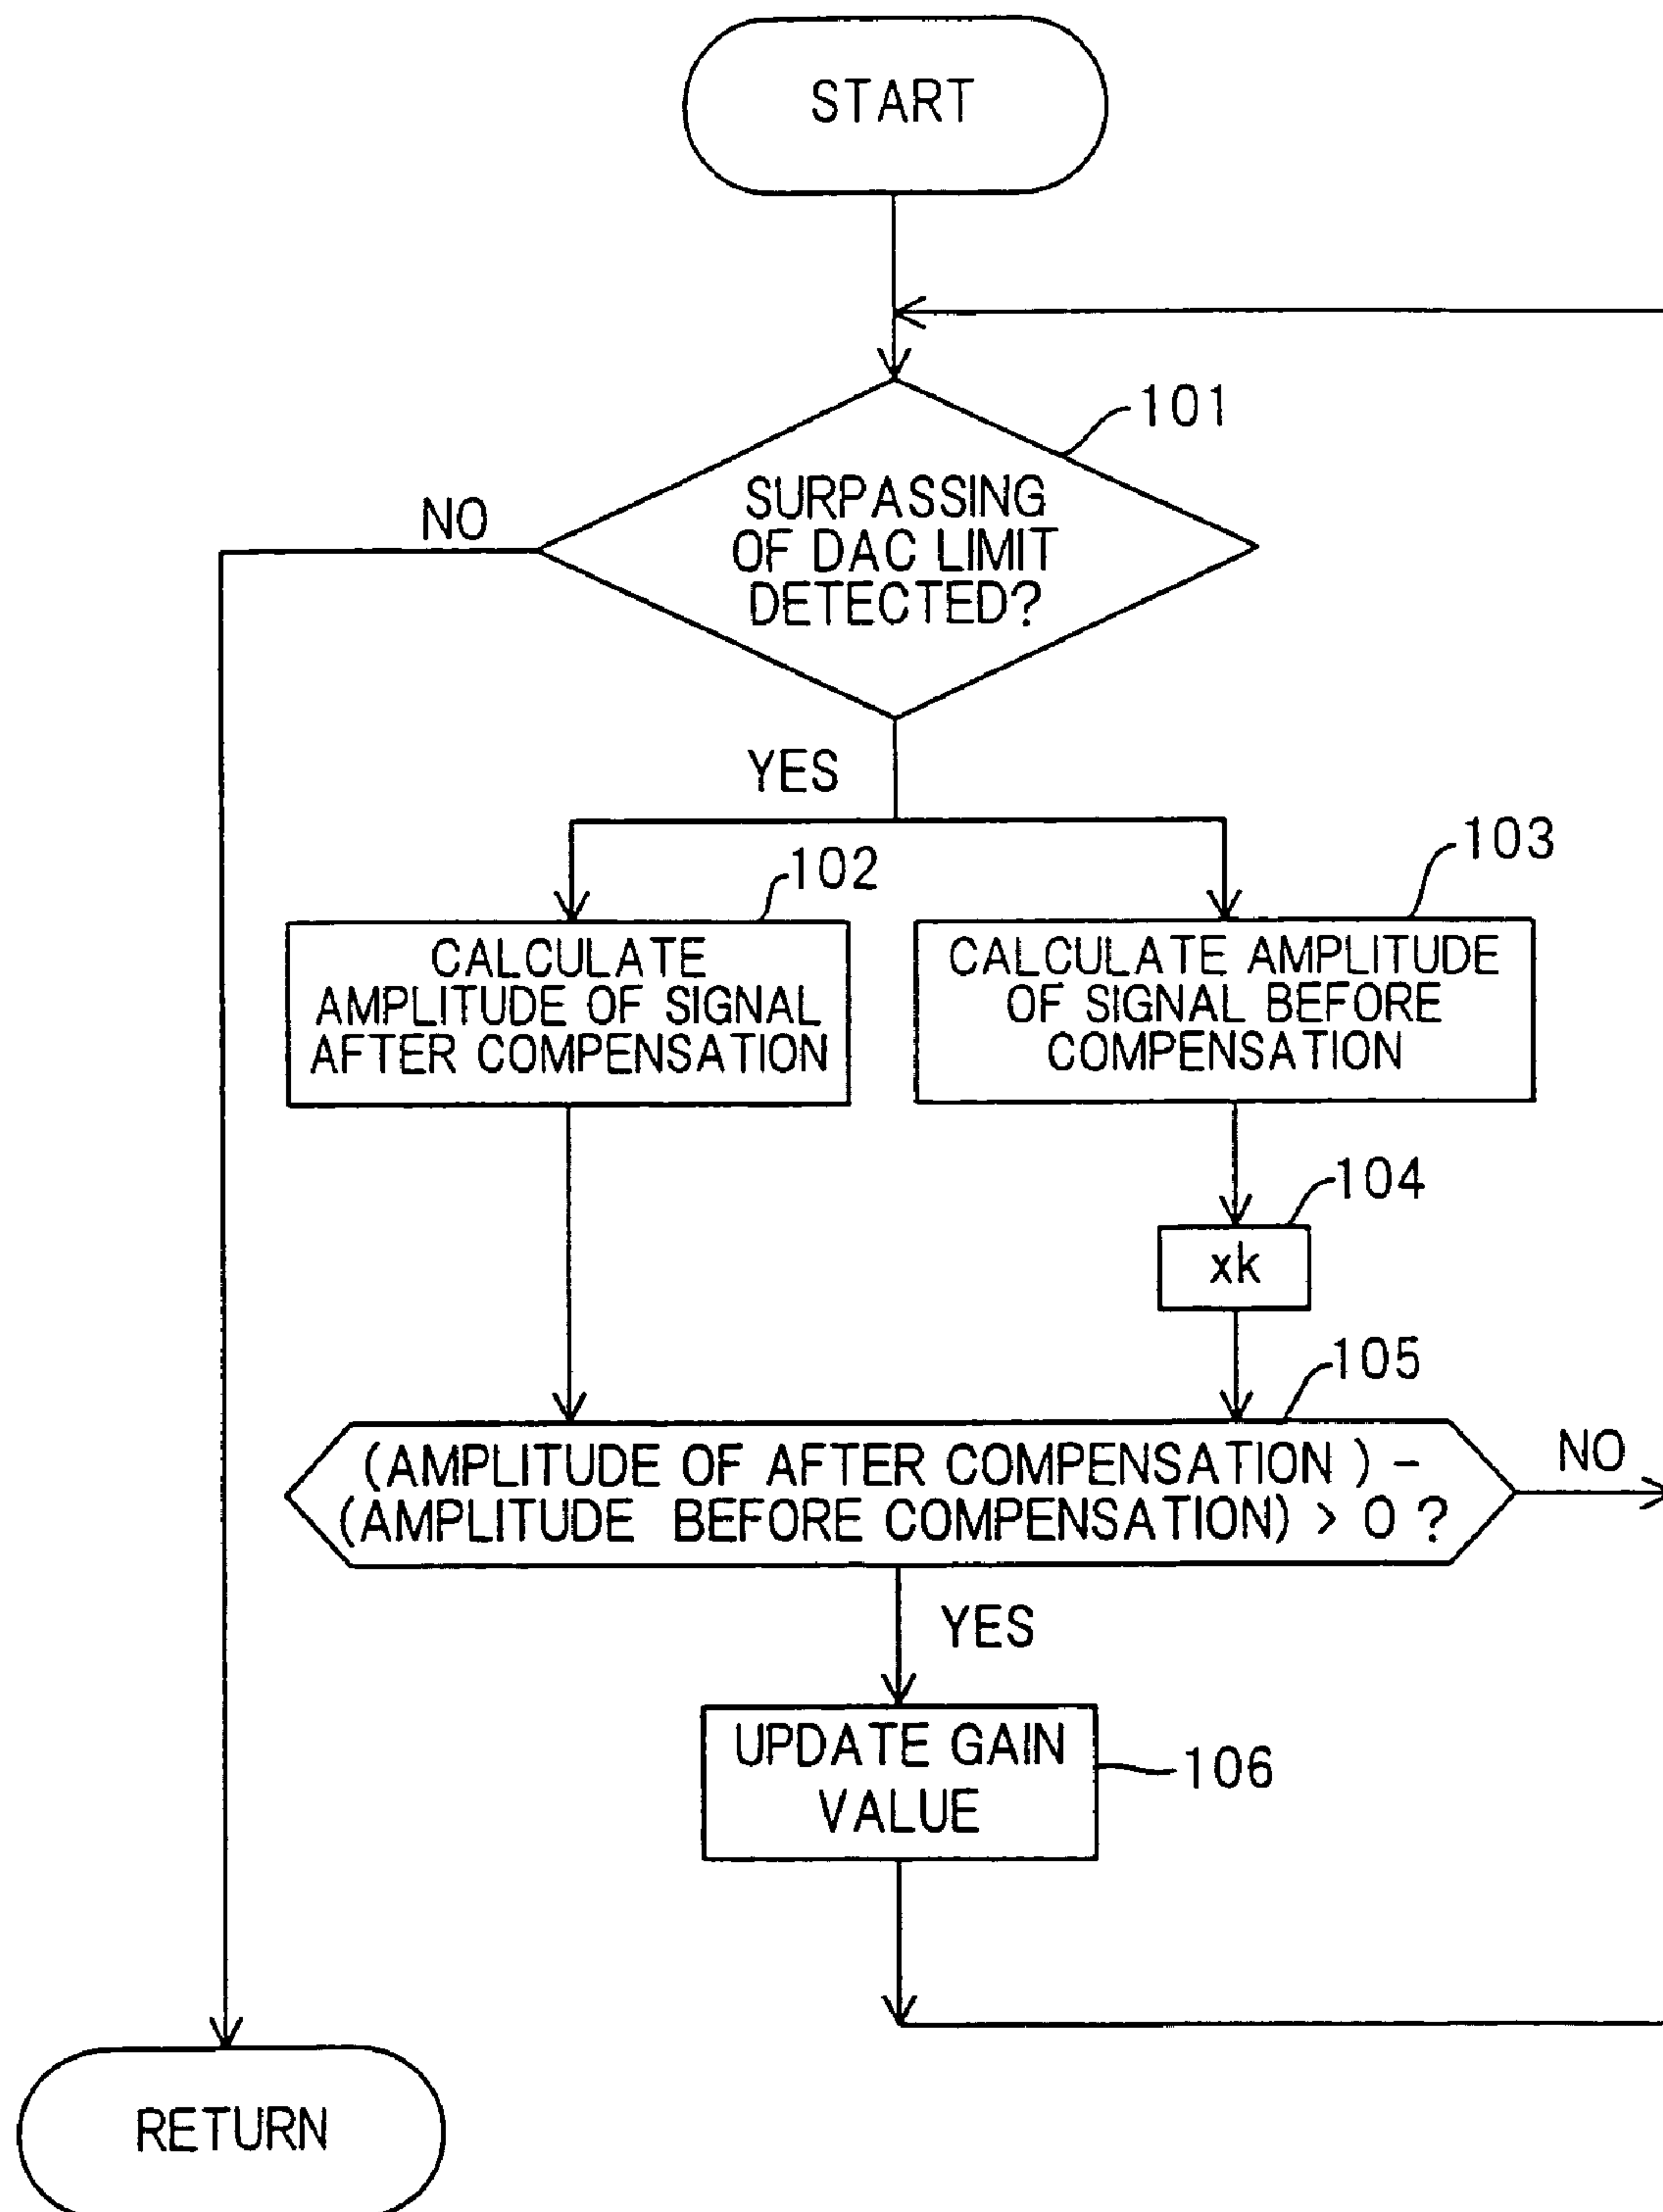 START
101
SURPASSING
OF DAC LIMIT
DETECTED?
NO
YES
102
103
CALCULATE
AMPLITUDE OF SIGNAL
AFTER COMPENSATION
CALCULATE AMPLITUDE
OF SIGNAL BEFORE
COMPENSATION
104
xk
105
(AMPLITUDE OF AFTER COMPENSATION ) -
(AMPLITUDE BEFORE COMPENSATION) > 0 ?
NO
YES
UPDATE GAIN
VALUE
106
RETURN